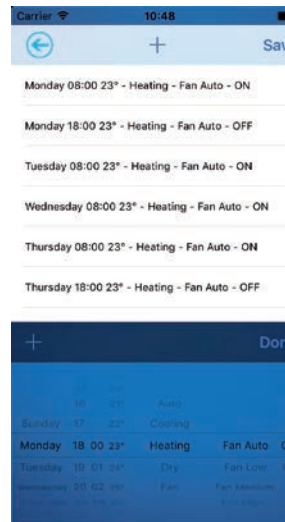 Carrier 10:48
+ Sav
Monday 08:00 23° - Heating - Fan Auto - ON
Monday 18:00 23° - Heating - Fan Auto - OFF
Tuesday 08:00 23° - Heating - Fan Auto - ON
Wednesday 08:00 23° - Heating - Fan Auto - ON
Thursday 08:00 23° - Heating - Fan Auto - ON
Thursday 18:00 23° - Heating - Fan Auto - OFF
+ Don
16 21° Auto
Sunday 17 22° Cooling
Monday 18 00 23° Heating Fan Auto
Tuesday 19 01 24° Dry Fan Low
Wednesday 20 02 25° Fan Fan Medium